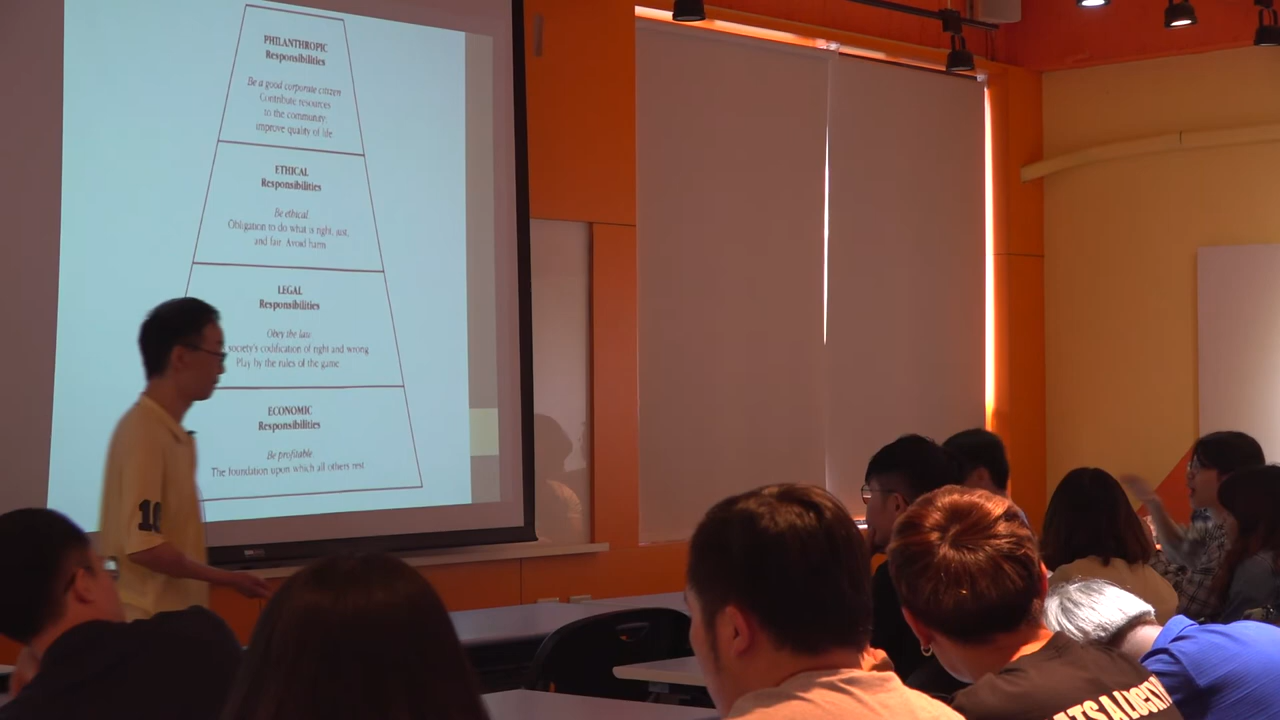 PHILANTHROPIC
Responsibilities
Be a good corporate citizen
Contribute resources
to the community;
improve quality of life
ETHICAL
Responsibilities
Be ethical.
Obligation to do what is right, just,
and fair. Avoid harm
LEGAL
Responsibilities
Obey the law
society's codification of right and wrong
Play by the rules of the game
ECONOMIC
Responsibilities
Be profitable
The foundation upon which all others rest
16
ATS A LOCK